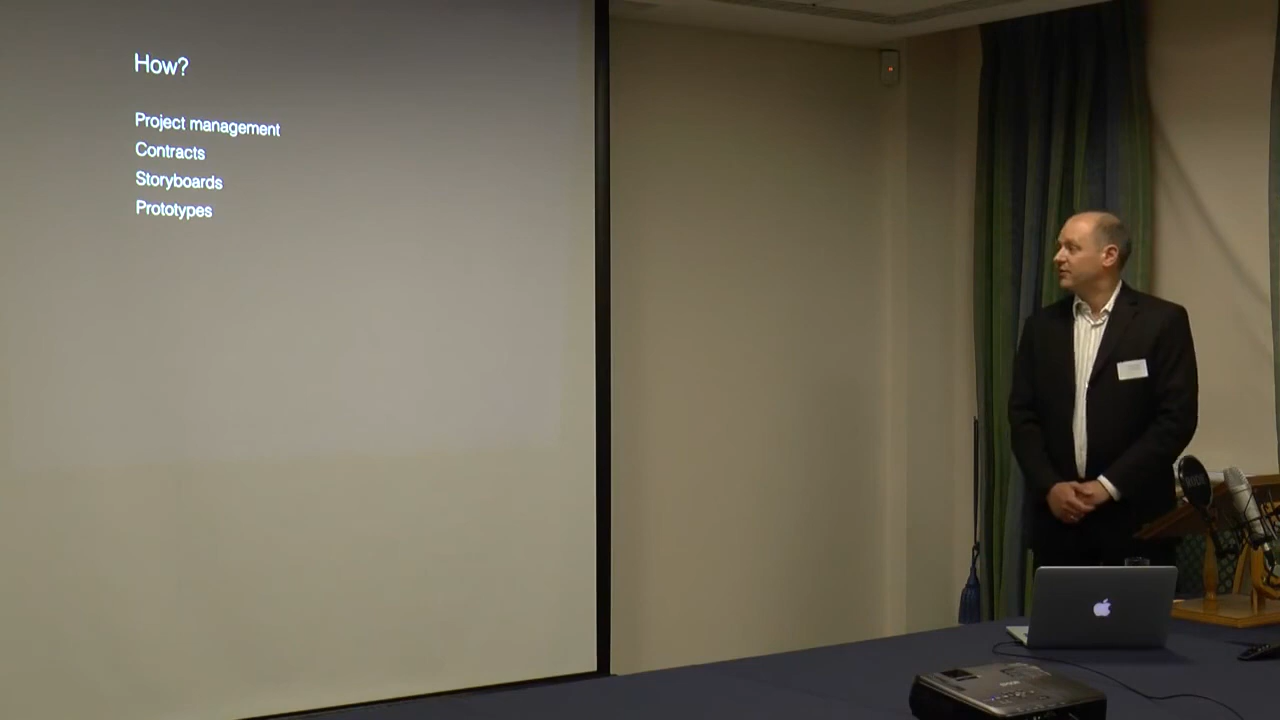 How?
Project management
Contracts
Storyboards
Prototypes